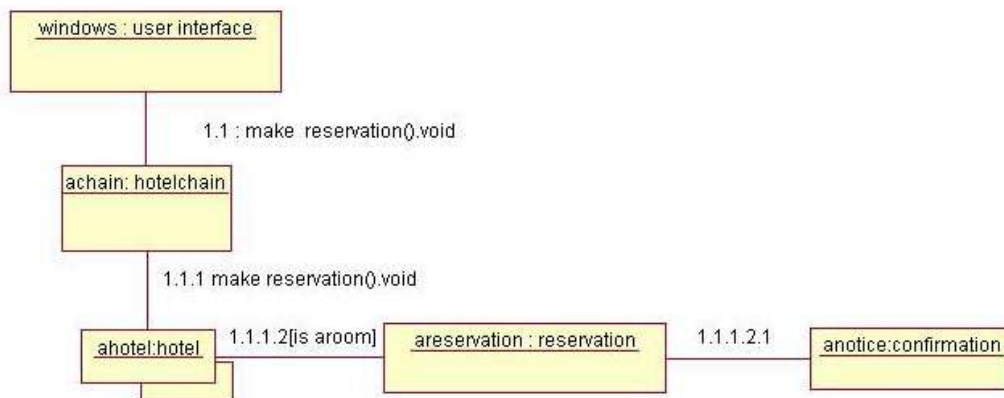 windows : user interface
1.1 : make reservation().void
achain: hotelchain
1.1.1 make reservation().void
ahotel:hotel
1.1.1.2[is aroom]
areservation : reservation
1.1.1.2.1
anotice:confirmation